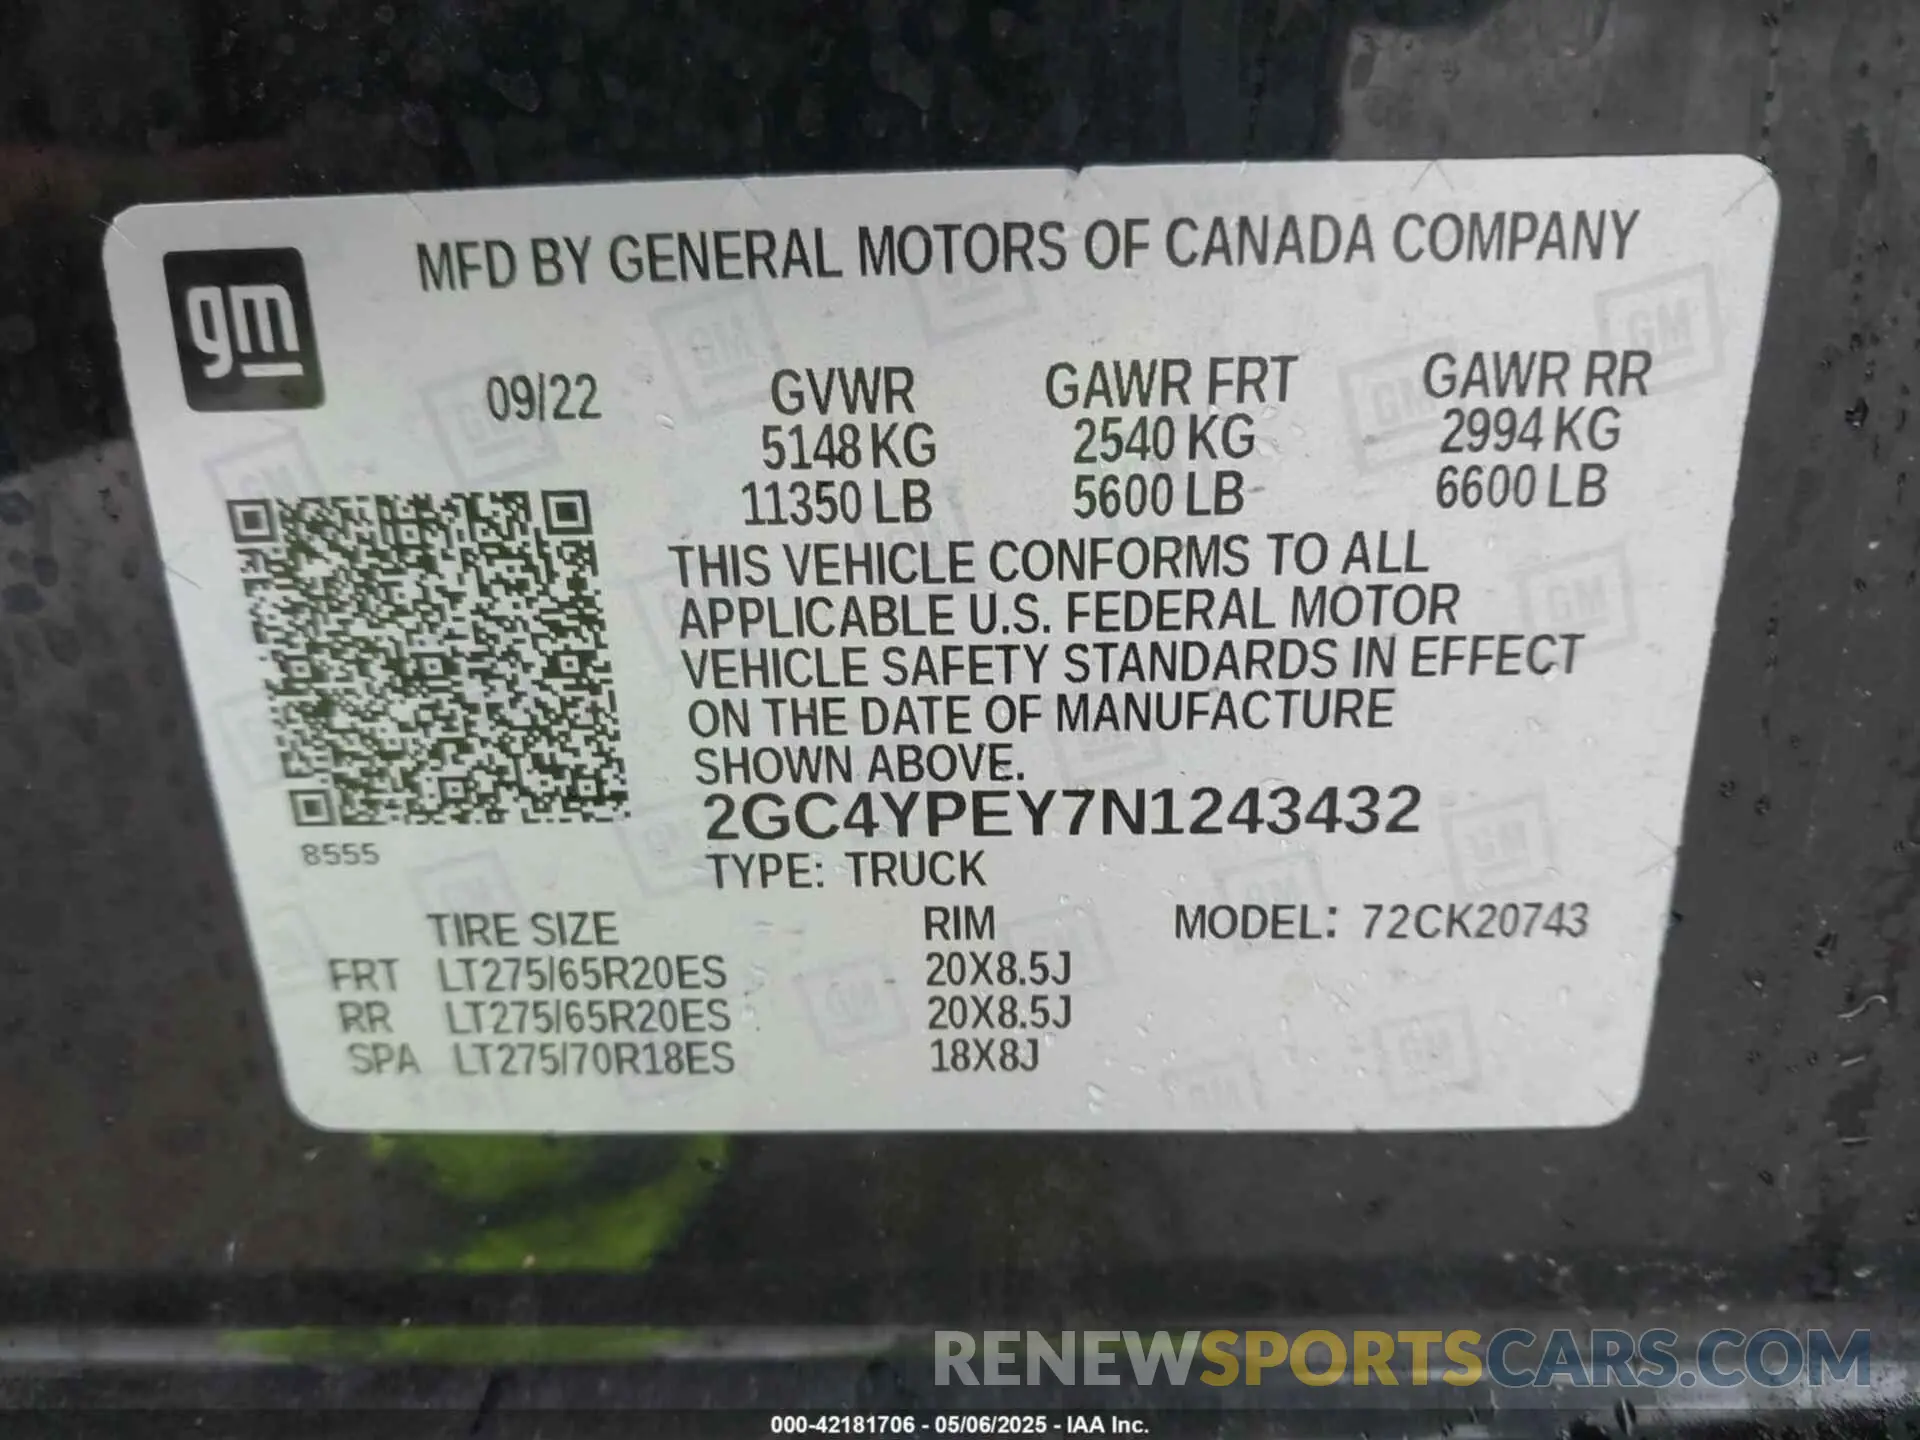 MFD BY GENERAL MOTORS OF CANADA COMPANY
gm
09/22
GVWR GAWR FRT GAWR RR
5148 KG 2540 KG 2994 KG
11350 LB 5600 LB 6600 LB
THIS VEHICLE CONFORMS TO ALL
APPLICABLE U.S. FEDERAL MOTOR
VEHICLE SAFETY STANDARDS IN EFFECT
ON THE DATE OF MANUFACTURE
SHOWN ABOVE.
2GC4YPEY7N1243432
8555
TYPE: TRUCK
TIRE SIZE RIM MODEL: 72CK20743
FRT LT275/65R20ES 20X8.5J
RR LT275/65R20ES 20X8.5J
SPA LT275/70R18ES 18X8J
RENEWSPORTSCARS.COM
000-42181706 - 05/06/2025 - IAA Inc.